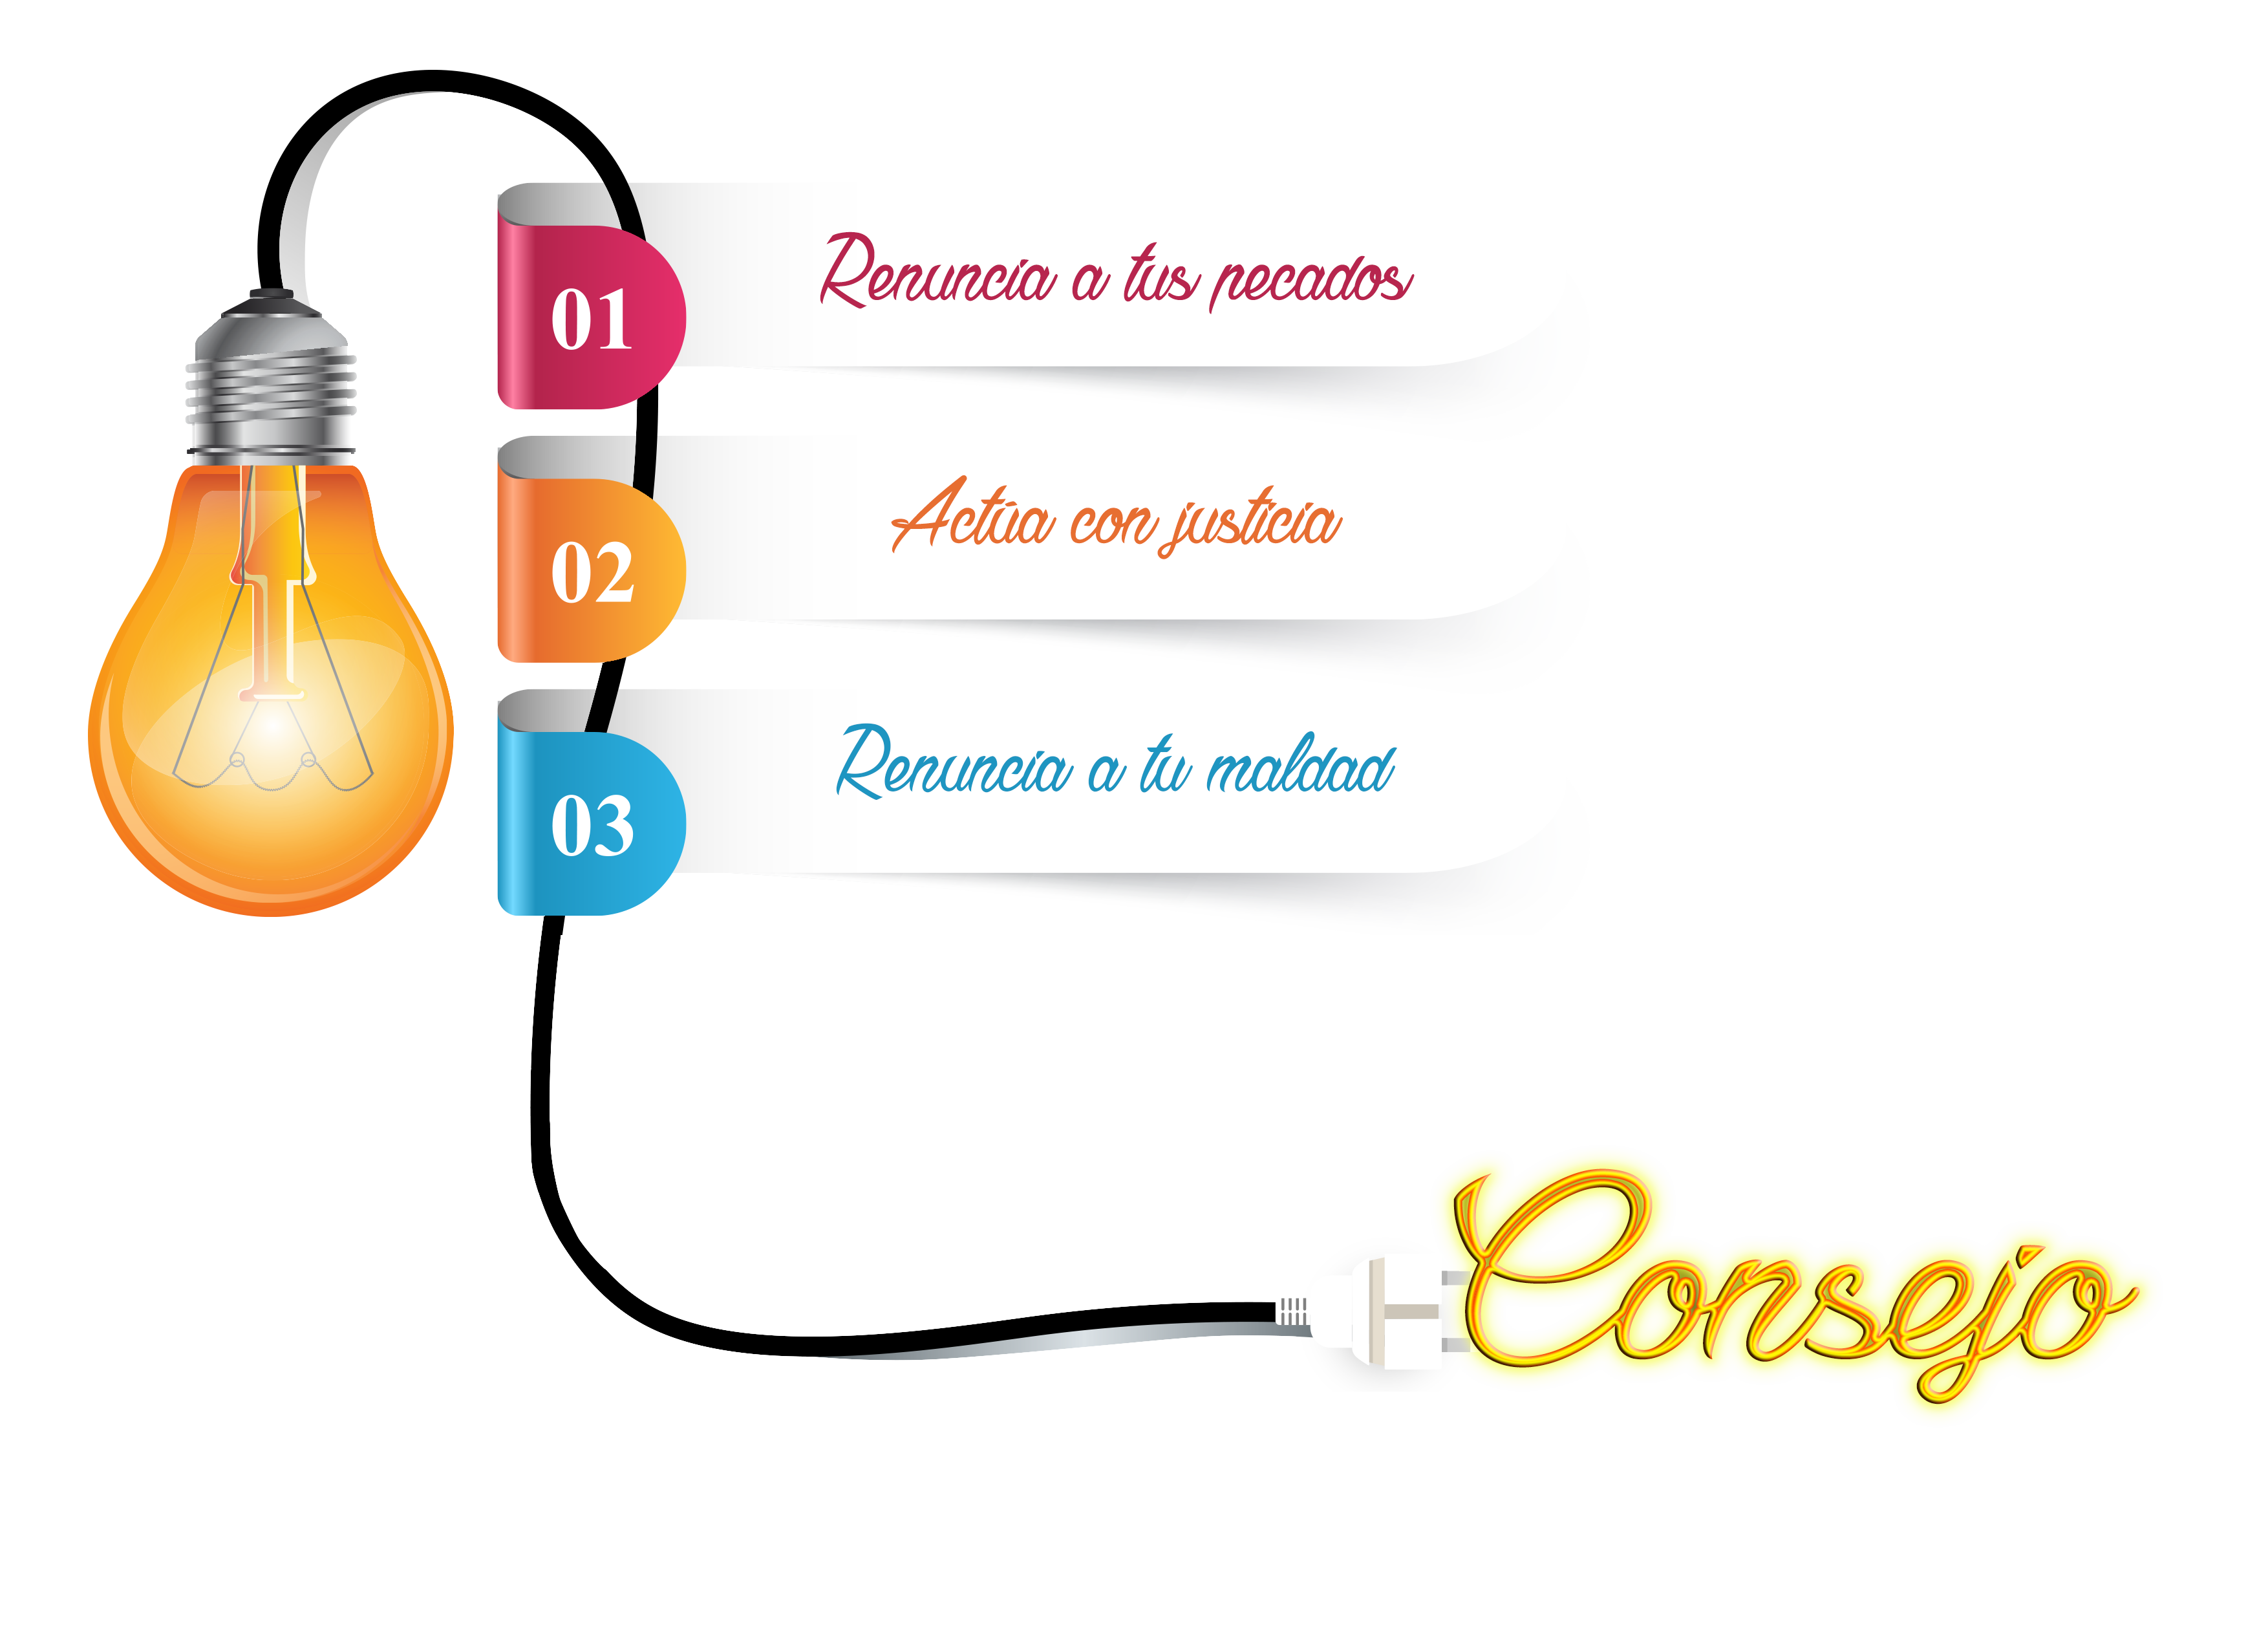 01
Renuncia a tus pecados
02
Actúa con justicia
03
Renuncia a tu maldad
Consejo